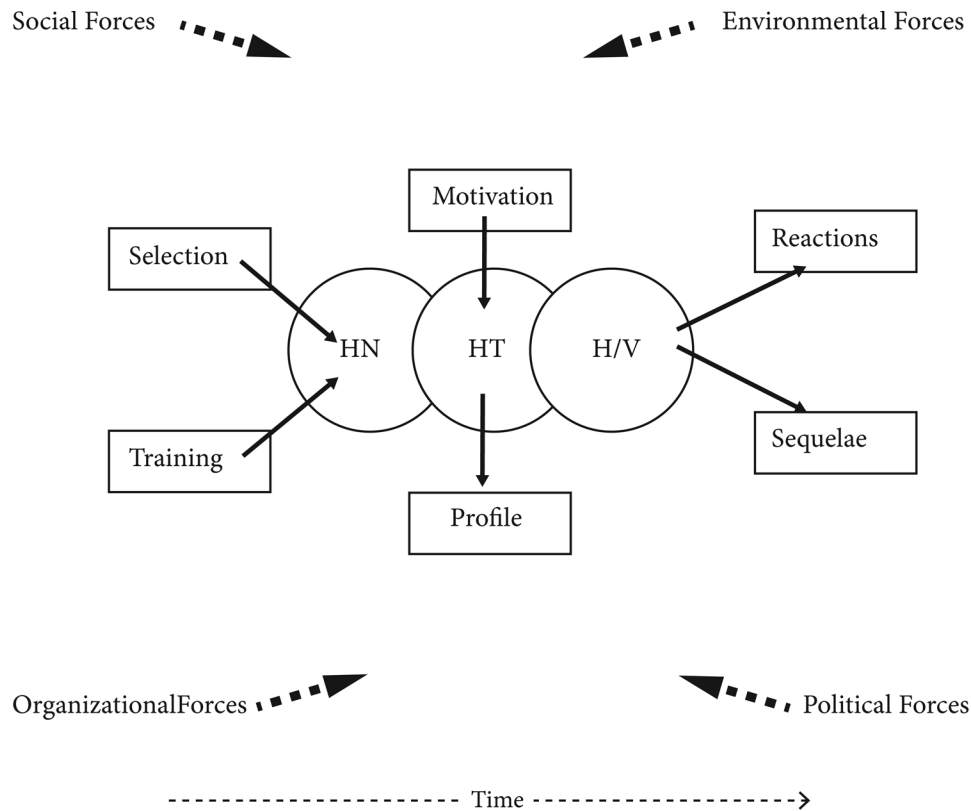 Social Forces
Environmental Forces
Motivation
Selection
Reactions
HN
HT
H/V
Training
Sequelae
Profile
OrganizationalForces
Political Forces
Time